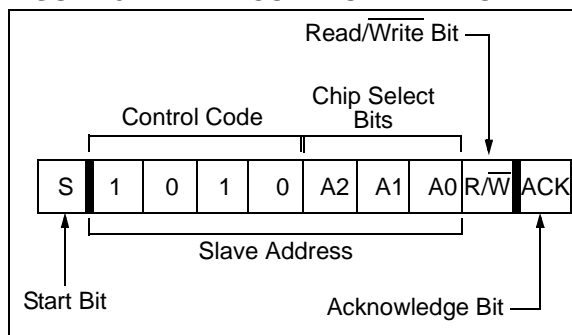 Read/Write Bit
Chip Select
Bits
Control Code
S 1 0 1 0 A2 A1 A0 R/W ACK
Slave Address
Start Bit
Acknowledge Bit